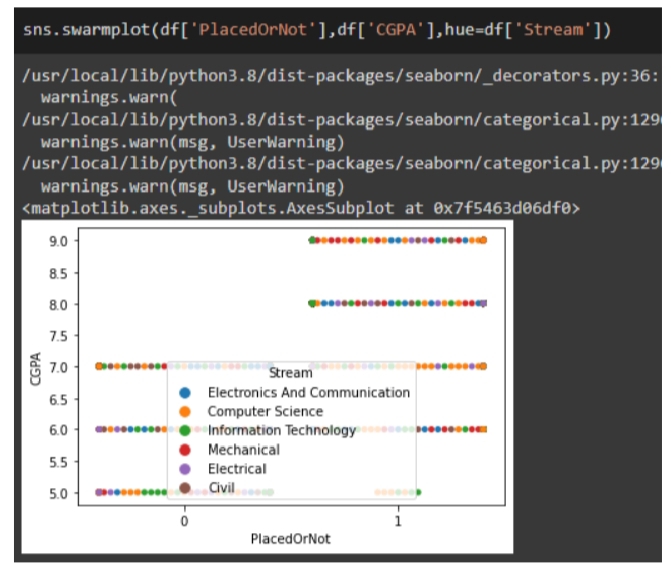 sns.swarmplot(df['PlacedOrNot'],df['CGPA'],hue=df['Stream'])
/usr/local/lib/python3.8/dist-packages/seaborn/_decorators.py:36:
warnings.warn(
/usr/local/lib/python3.8/dist-packages/seaborn/categorical.py:129
warnings.warn(msg, UserWarning)
/usr/local/lib/python3.8/dist-packages/seaborn/categorical.py:129
warnings.warn(msg, UserWarning)
<matplotlib.axes._subplots.AxesSubplot at 0x7f5463d06df0>
9.0
8.5
8.0
7.5
7.0
6.5
6.0
5.5
5.0
CGPA
Stream
Electronics And Communication
Computer Science
Information Technology
Mechanical
Electrical
Civil
0 1
PlacedOrNot